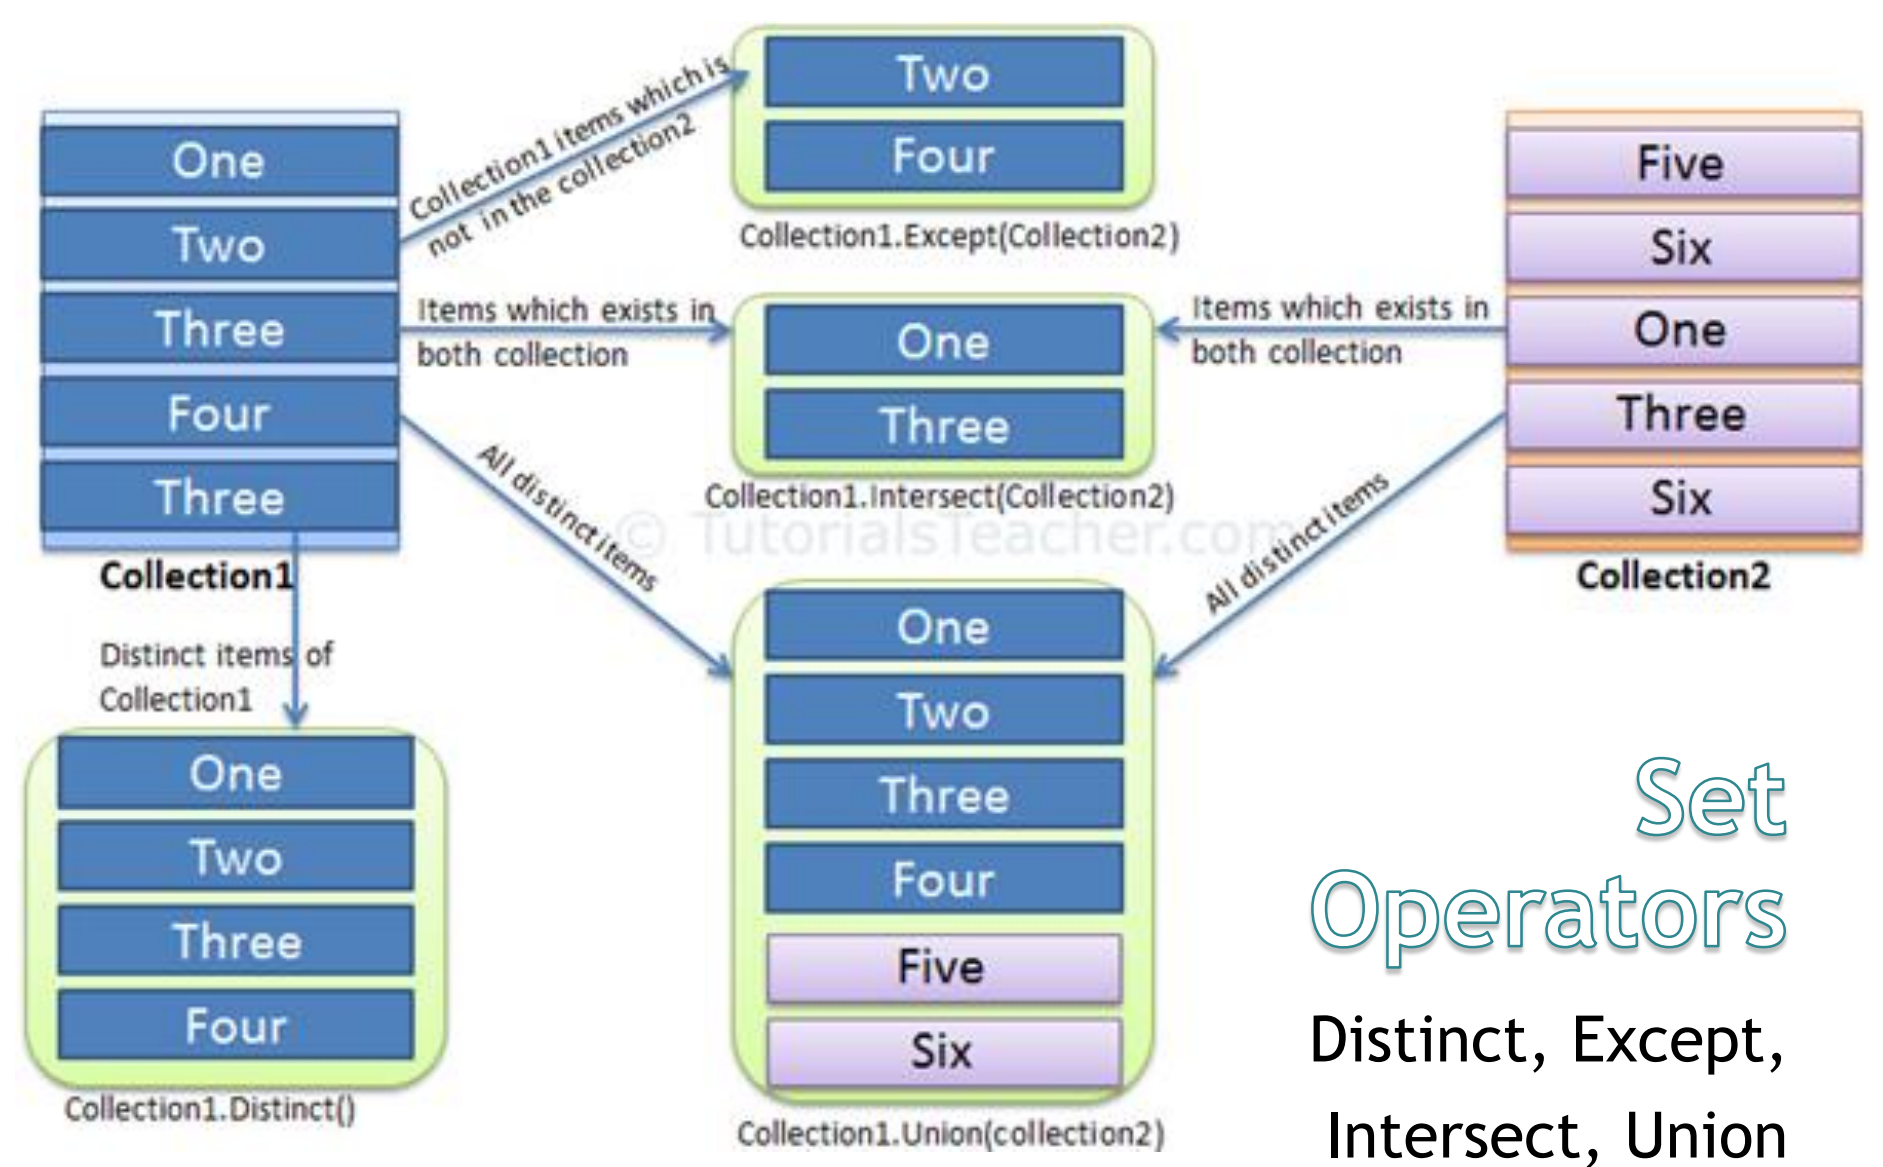 One
Two
Three
Four
Three
Collection1
Collection1 items which is
not in the collection2
Two
Four
Collection1.Except(Collection2)
Items which exists in
both collection
One
Three
Collection1.Intersect(Collection2)
Items which exists in
both collection
Five
Six
One
Three
Six
Collection2
All distinct items
All distinct items
© TutorialsTeacher.com
Distinct items of
Collection1
One
Two
Three
Four
Collection1.Distinct()
One
Two
Three
Four
Five
Six
Collection1.Union(collection2)
Set
Operators
Distinct, Except,
Intersect, Union